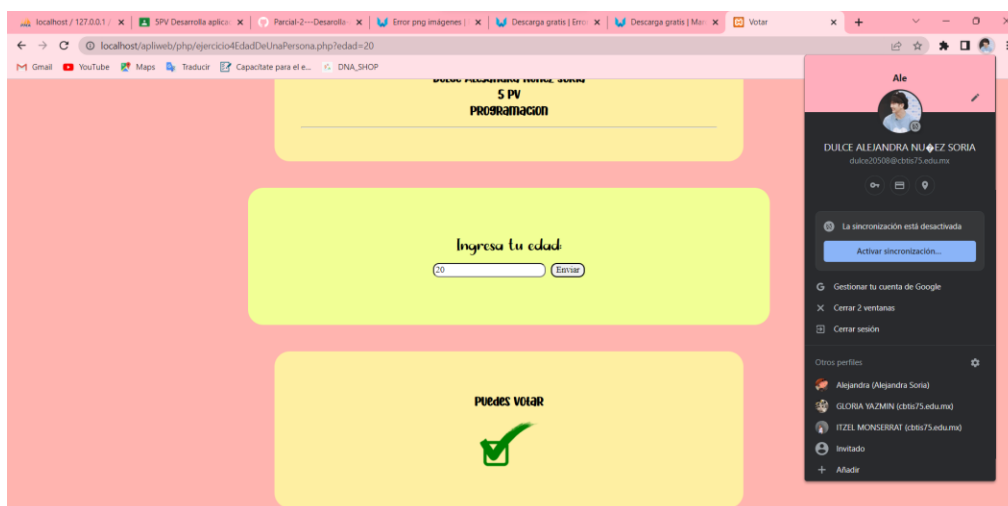 localhost / 127.0.0.1 /
5PV Desarrolla aplicac
Parcial-2---Desarollo-
Error png imágenes |
Descarga gratis | Erro
Descarga gratis | Mar
Votar
localhost/apliweb/php/ejercicio4EdadDeUnaPersona.php?edad=20
Gmail
YouTube
Maps
Traducir
Capacítate para el e...
DNA_SHOP
5 PV
PROGRamacion
Ingresa tu edad:
20
Enviar
Puedes votaR
Ale
DULCE ALEJANDRA NU�EZ SORIA
dulce20508@cbtis75.edu.mx
La sincronización está desactivada
Activar sincronización...
Gestionar tu cuenta de Google
Cerrar 2 ventanas
Cerrar sesión
Otros perfiles
Alejandra (Alejandra Soria)
GLORIA YAZMIN (cbtis75.edu.mx)
ITZEL MONSERRAT (cbtis75.edu.mx)
Invitado
Añadir